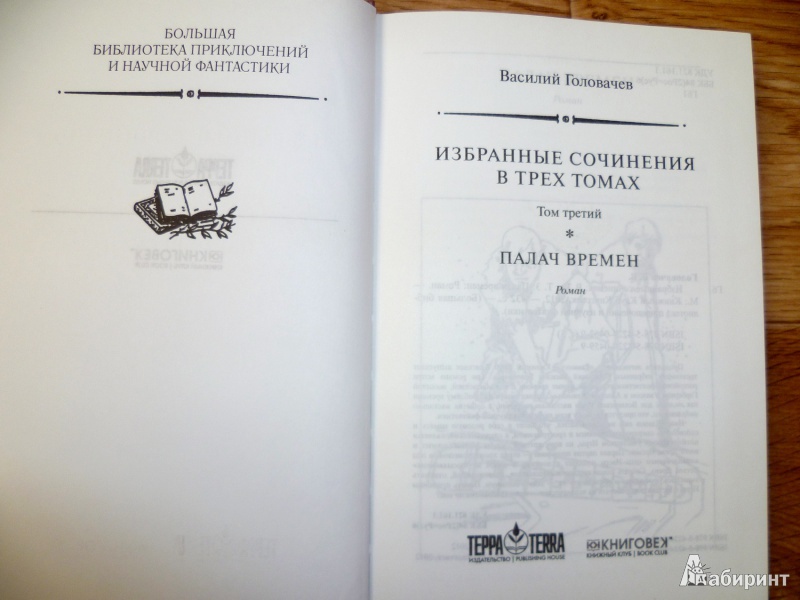 БОЛЬШАЯ
БИБЛИОТЕКА ПРИКЛЮЧЕНИЙ
И НАУЧНОЙ ФАНТАСТИКИ
Василий Головачев
ИЗБРАННЫЕ СОЧИНЕНИЯ
В ТРЕХ ТОМАХ
Том третий
*
ПАЛАЧ ВРЕМЕН
Роман
ТЕРРА TERRA
ИЗДАТЕЛЬСТВО | PUBLISHING HOUSE
КНИГОВЕК
КНИЖНЫЙ КЛУБ | BOOK CLUB
Лабиринт